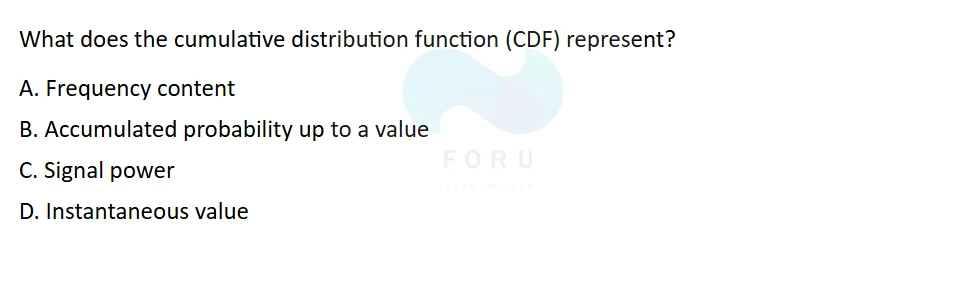 What does the cumulative distribution function (CDF) represent?
A. Frequency content
B. Accumulated probability up to a value
FORU
C. Signal power
D. Instantaneous value